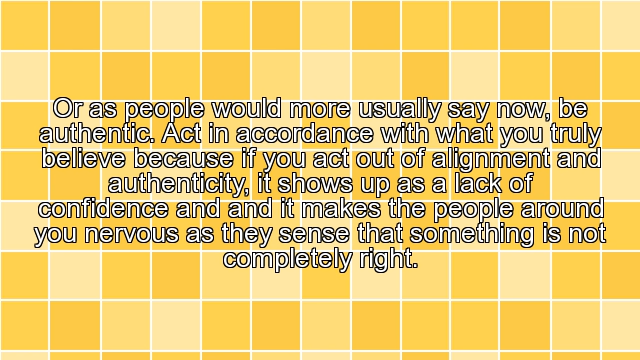 Or as people would more usually say now, be
authentic. Act in accordance with what you truly
believe because if you act out of alignment and
authenticity, it shows up as a lack of
confidence and and it makes the people around
you nervous as they sense that something is not
completely right.